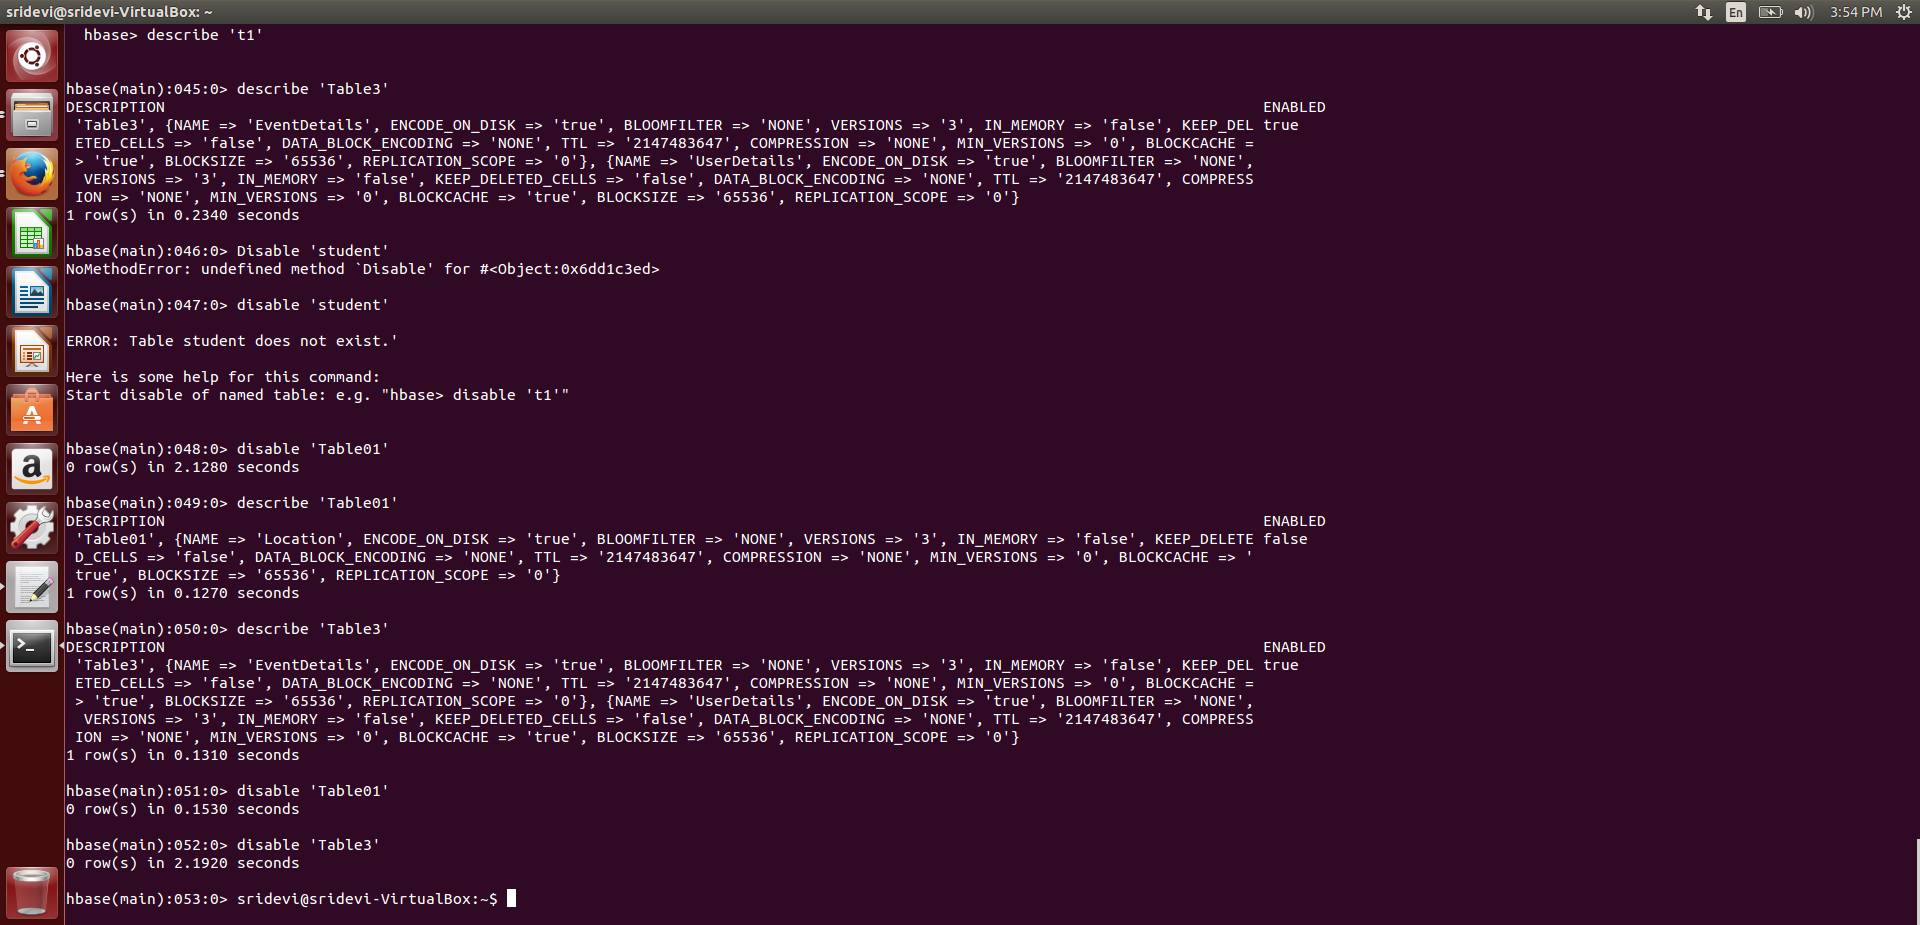 sridevi@sridevi-VirtualBox: ~
En
3:54 PM
hbase> describe 't1'
hbase(main):045:0> describe 'Table3'
DESCRIPTION ENABLED
'Table3', {NAME => 'EventDetails', ENCODE_ON_DISK => 'true', BLOOMFILTER => 'NONE', VERSIONS => '3', IN_MEMORY => 'false', KEEP_DEL true
ETED_CELLS => 'false', DATA_BLOCK_ENCODING => 'NONE', TTL => '2147483647', COMPRESSION => 'NONE', MIN_VERSIONS => '0', BLOCKCACHE =
> 'true', BLOCKSIZE => '65536', REPLICATION_SCOPE => '0'}, {NAME => 'UserDetails', ENCODE_ON_DISK => 'true', BLOOMFILTER => 'NONE',
VERSIONS => '3', IN_MEMORY => 'false', KEEP_DELETED_CELLS => 'false', DATA_BLOCK_ENCODING => 'NONE', TTL => '2147483647', COMPRESS
ION => 'NONE', MIN_VERSIONS => '0', BLOCKCACHE => 'true', BLOCKSIZE => '65536', REPLICATION_SCOPE => '0'}
1 row(s) in 0.2340 seconds
hbase(main):046:0> Disable 'student'
NoMethodError: undefined method `Disable' for #<Object:0x6dd1c3ed>
hbase(main):047:0> disable 'student'
ERROR: Table student does not exist.'
Here is some help for this command:
Start disable of named table: e.g. "hbase> disable 't1'"
hbase(main):048:0> disable 'Table01'
0 row(s) in 2.1280 seconds
hbase(main):049:0> describe 'Table01'
DESCRIPTION ENABLED
'Table01', {NAME => 'Location', ENCODE_ON_DISK => 'true', BLOOMFILTER => 'NONE', VERSIONS => '3', IN_MEMORY => 'false', KEEP_DELETE false
D_CELLS => 'false', DATA_BLOCK_ENCODING => 'NONE', TTL => '2147483647', COMPRESSION => 'NONE', MIN_VERSIONS => '0', BLOCKCACHE => '
true', BLOCKSIZE => '65536', REPLICATION_SCOPE => '0'}
1 row(s) in 0.1270 seconds
hbase(main):050:0> describe 'Table3'
DESCRIPTION ENABLED
'Table3', {NAME => 'EventDetails', ENCODE_ON_DISK => 'true', BLOOMFILTER => 'NONE', VERSIONS => '3', IN_MEMORY => 'false', KEEP_DEL true
ETED_CELLS => 'false', DATA_BLOCK_ENCODING => 'NONE', TTL => '2147483647', COMPRESSION => 'NONE', MIN_VERSIONS => '0', BLOCKCACHE =
> 'true', BLOCKSIZE => '65536', REPLICATION_SCOPE => '0'}, {NAME => 'UserDetails', ENCODE_ON_DISK => 'true', BLOOMFILTER => 'NONE',
VERSIONS => '3', IN_MEMORY => 'false', KEEP_DELETED_CELLS => 'false', DATA_BLOCK_ENCODING => 'NONE', TTL => '2147483647', COMPRESS
ION => 'NONE', MIN_VERSIONS => '0', BLOCKCACHE => 'true', BLOCKSIZE => '65536', REPLICATION_SCOPE => '0'}
1 row(s) in 0.1310 seconds
hbase(main):051:0> disable 'Table01'
0 row(s) in 0.1530 seconds
hbase(main):052:0> disable 'Table3'
0 row(s) in 2.1920 seconds
hbase(main):053:0> sridevi@sridevi-VirtualBox:~$